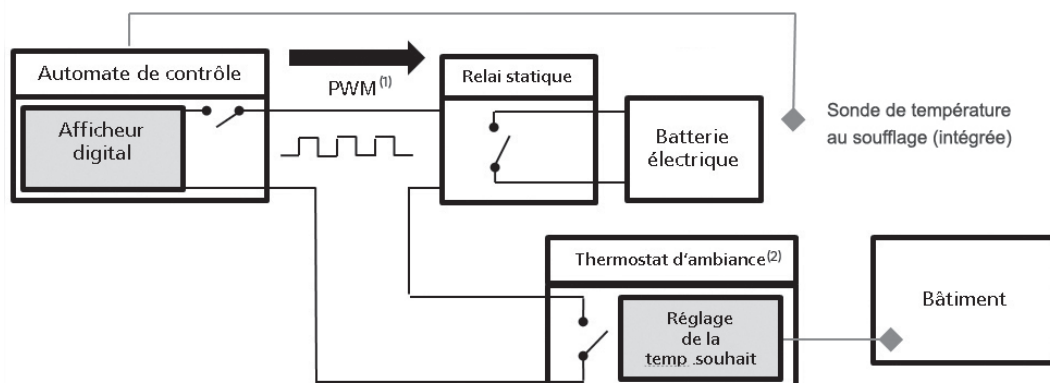 Automate de contrôle
Afficheur
digital
PWM(1)
Relai statique
Batterie
électrique
Sonde de température
au soufflage (intégrée)
Thermostat d'ambiance(2)
Réglage
de la
temp .souhait
Bâtiment